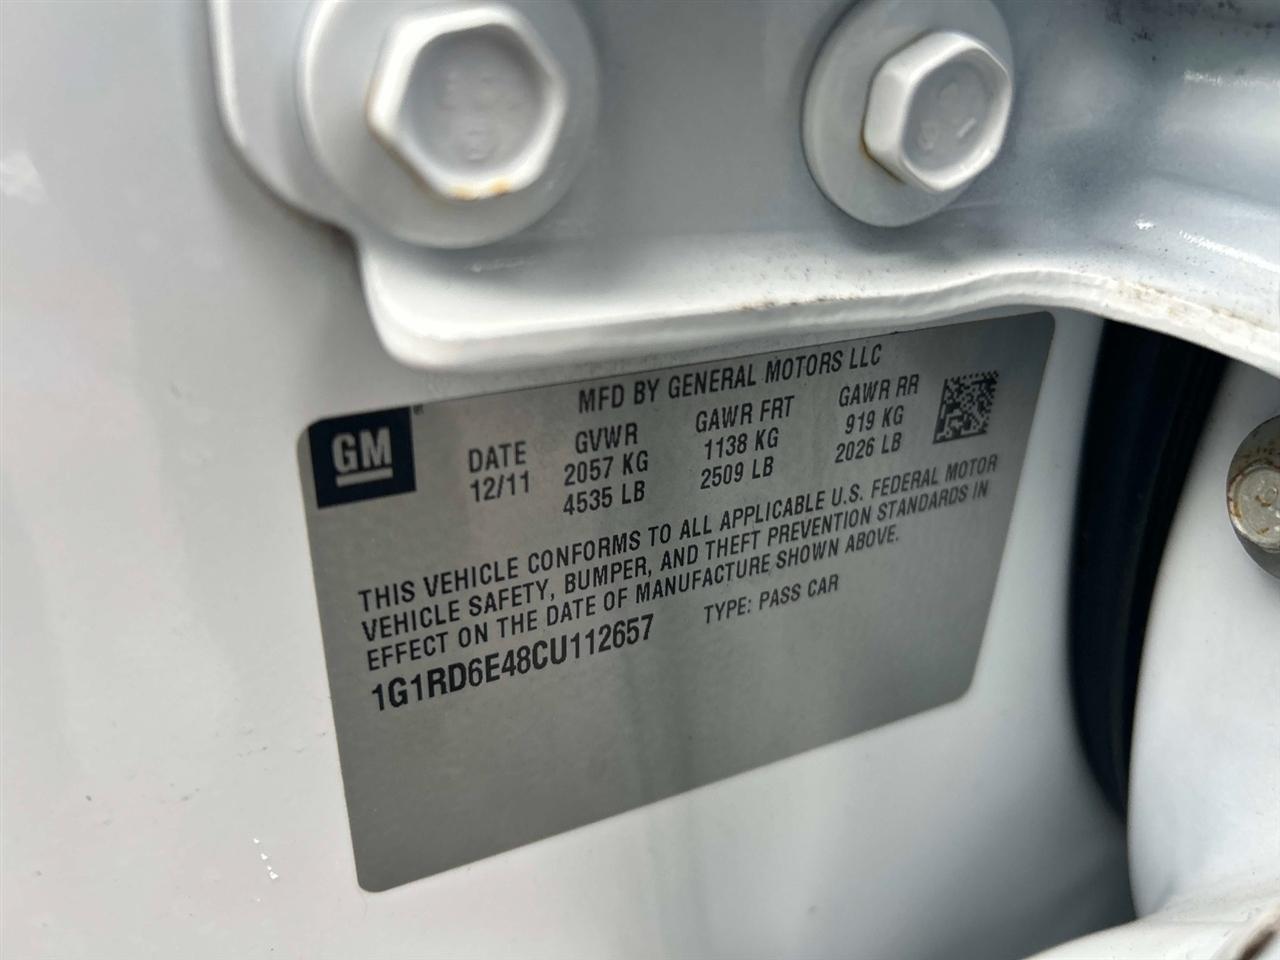 MFD BY GENERAL MOTORS LLC
GM
DATE GVWR GAWR FRT GAWR RR
12/11 2057 KG 1138 KG 919 KG
4535 LB 2509 LB 2026 LB
THIS VEHICLE CONFORMS TO ALL APPLICABLE U.S. FEDERAL MOTOR
VEHICLE SAFETY, BUMPER, AND THEFT PREVENTION STANDARDS IN
EFFECT ON THE DATE OF MANUFACTURE SHOWN ABOVE.
1G1RD6E48CU112657 TYPE: PASS CAR